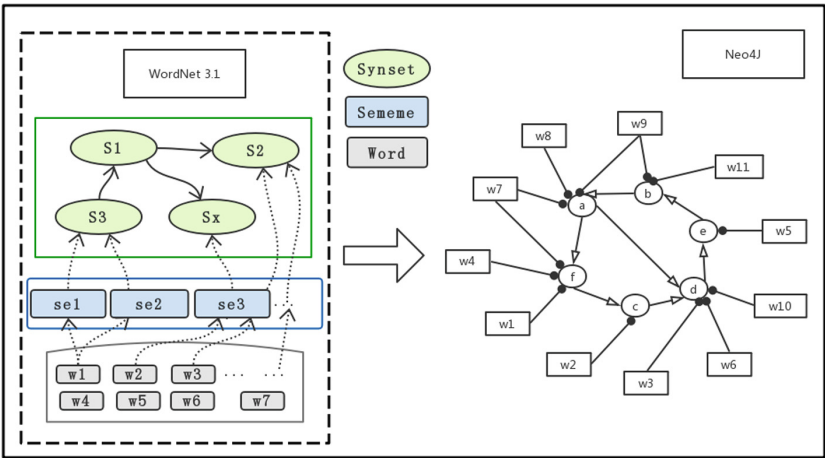 WordNet 3.1
Synset
Sememe
Word
Neo4J
S1
S2
S3
Sx
se1
se2
se3
...
w1
w2
w3
... ...
w4
w5
w6
w7
w8
w9
w7
w11
a
b
e
w5
w4
f
d
c
w10
w1
w2
w3
w6